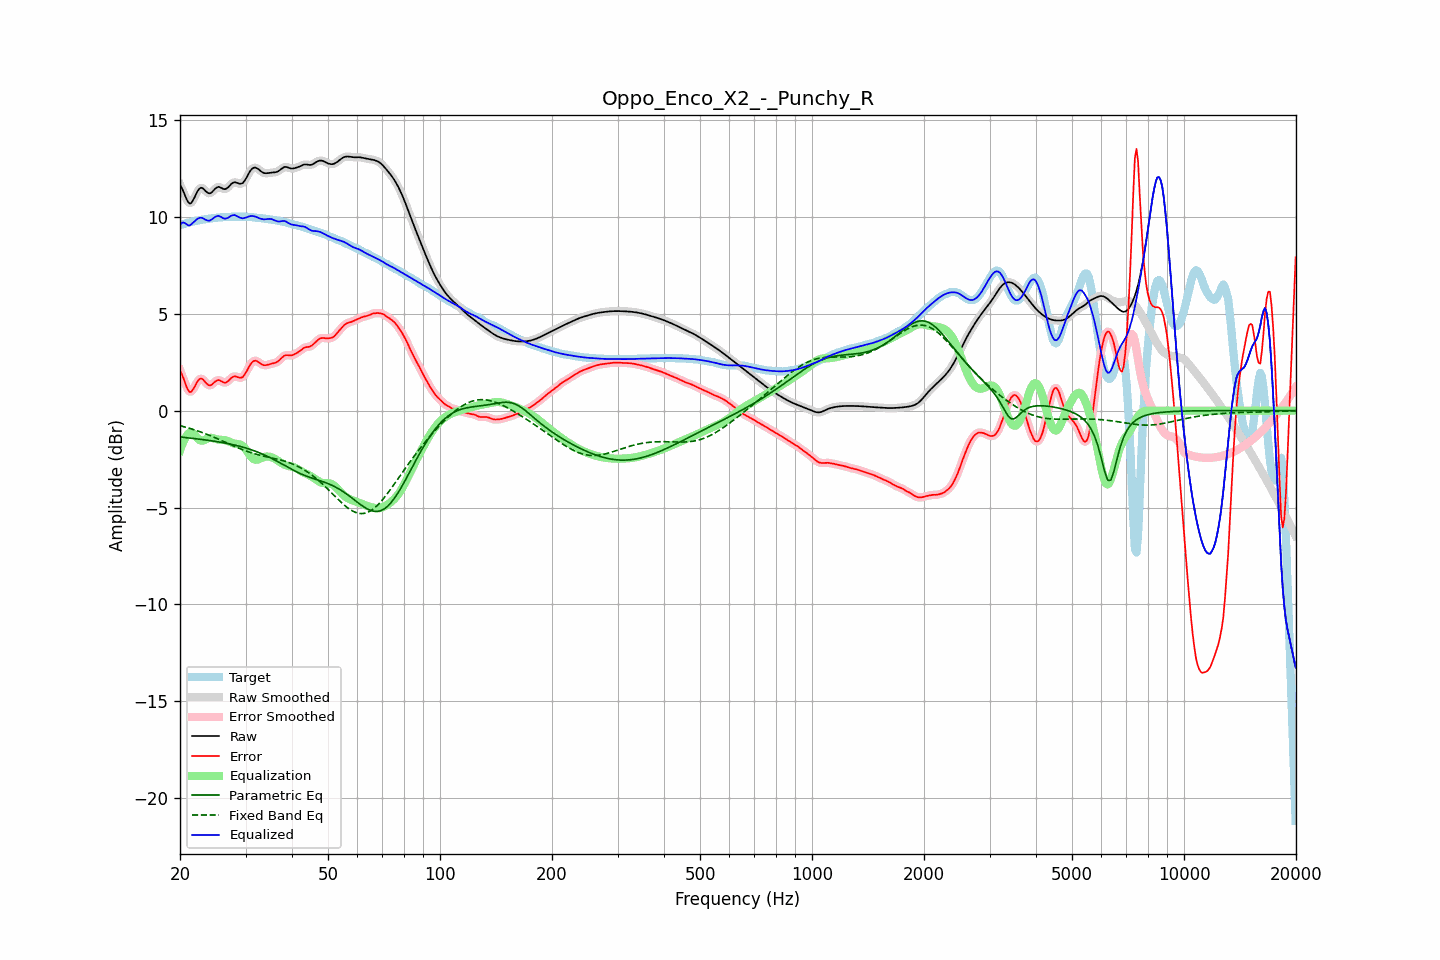 Oppo_Enco_X2_-_Punchy_R
15
10
5
0
−5
−10
−15
−20
Amplitude (dBr)
Target
Raw Smoothed
Error Smoothed
Raw
Error
Equalization
Parametric Eq
Fixed Band Eq
Equalized
20 50 100 200 500 1000 2000 5000 10000 20000
Frequency (Hz)